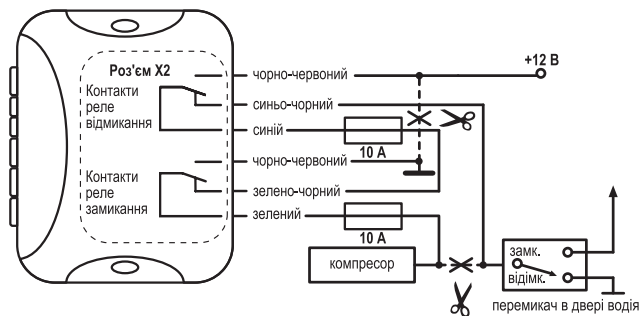 +12 В
Роз'єм X2
чорно-червоний
Контакти
реле
відмикання
синьо-чорний
синій
10 А
чорно-червоний
Контакти
реле
замикання
зелено-чорний
зелений
10 А
компресор
замк.
відімк.
перемикач в двері водія